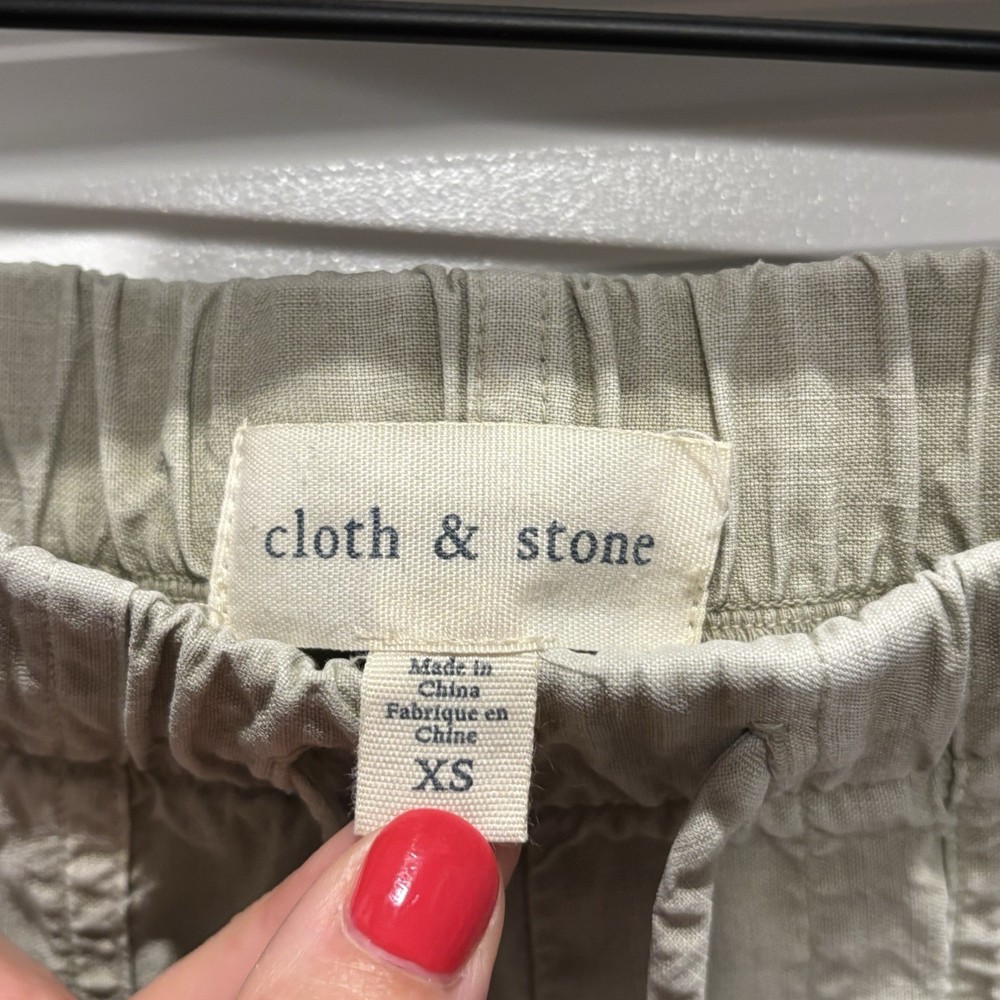 cloth & stone
Made in
China
Fabrique en
Chine
XS